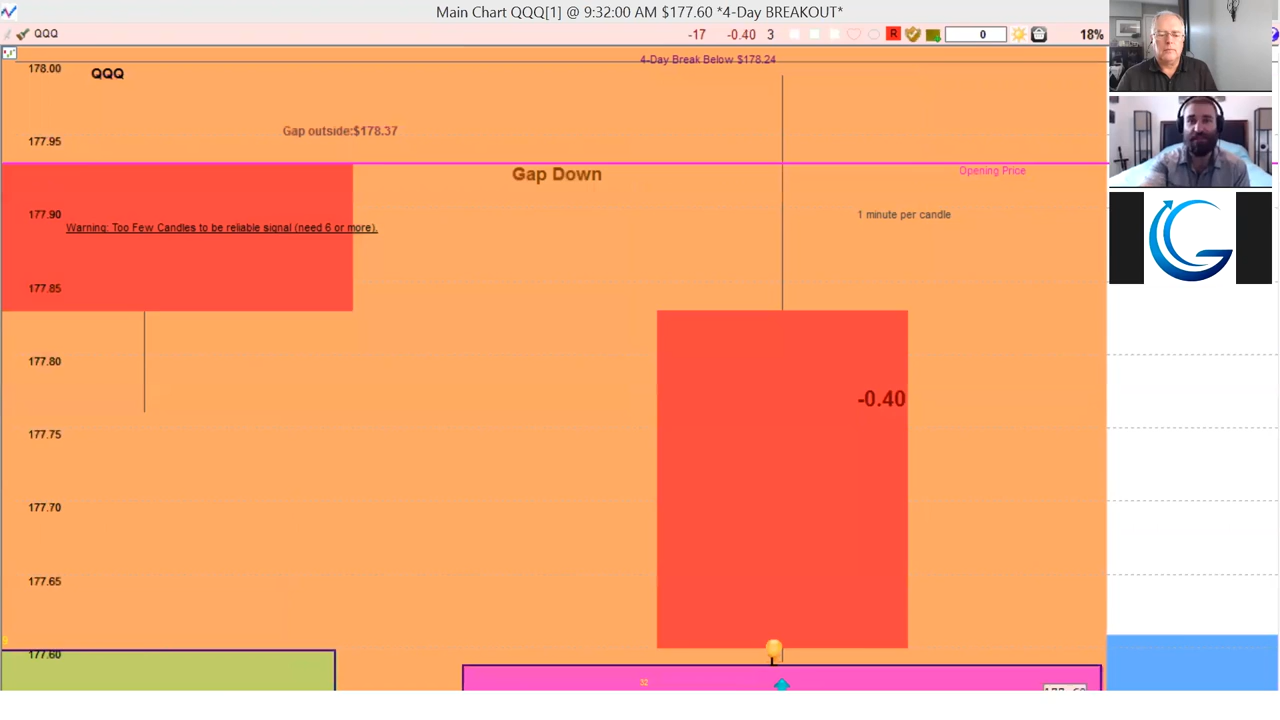 Main Chart QQQ[1] @ 9:32:00 AM $177.60 *4-Day BREAKOUT*
QQQ
-17 -0.40 3 R 0 18%
4-Day Break Below $178.24
178.00
QQQ
Gap outside:$178.37
177.95
Gap Down
Opening Price
177.90
1 minute per candle
Warning: Too Few Candles to be reliable signal (need 6 or more).
177.85
177.80
-0.40
177.75
177.70
177.65
177.60
32